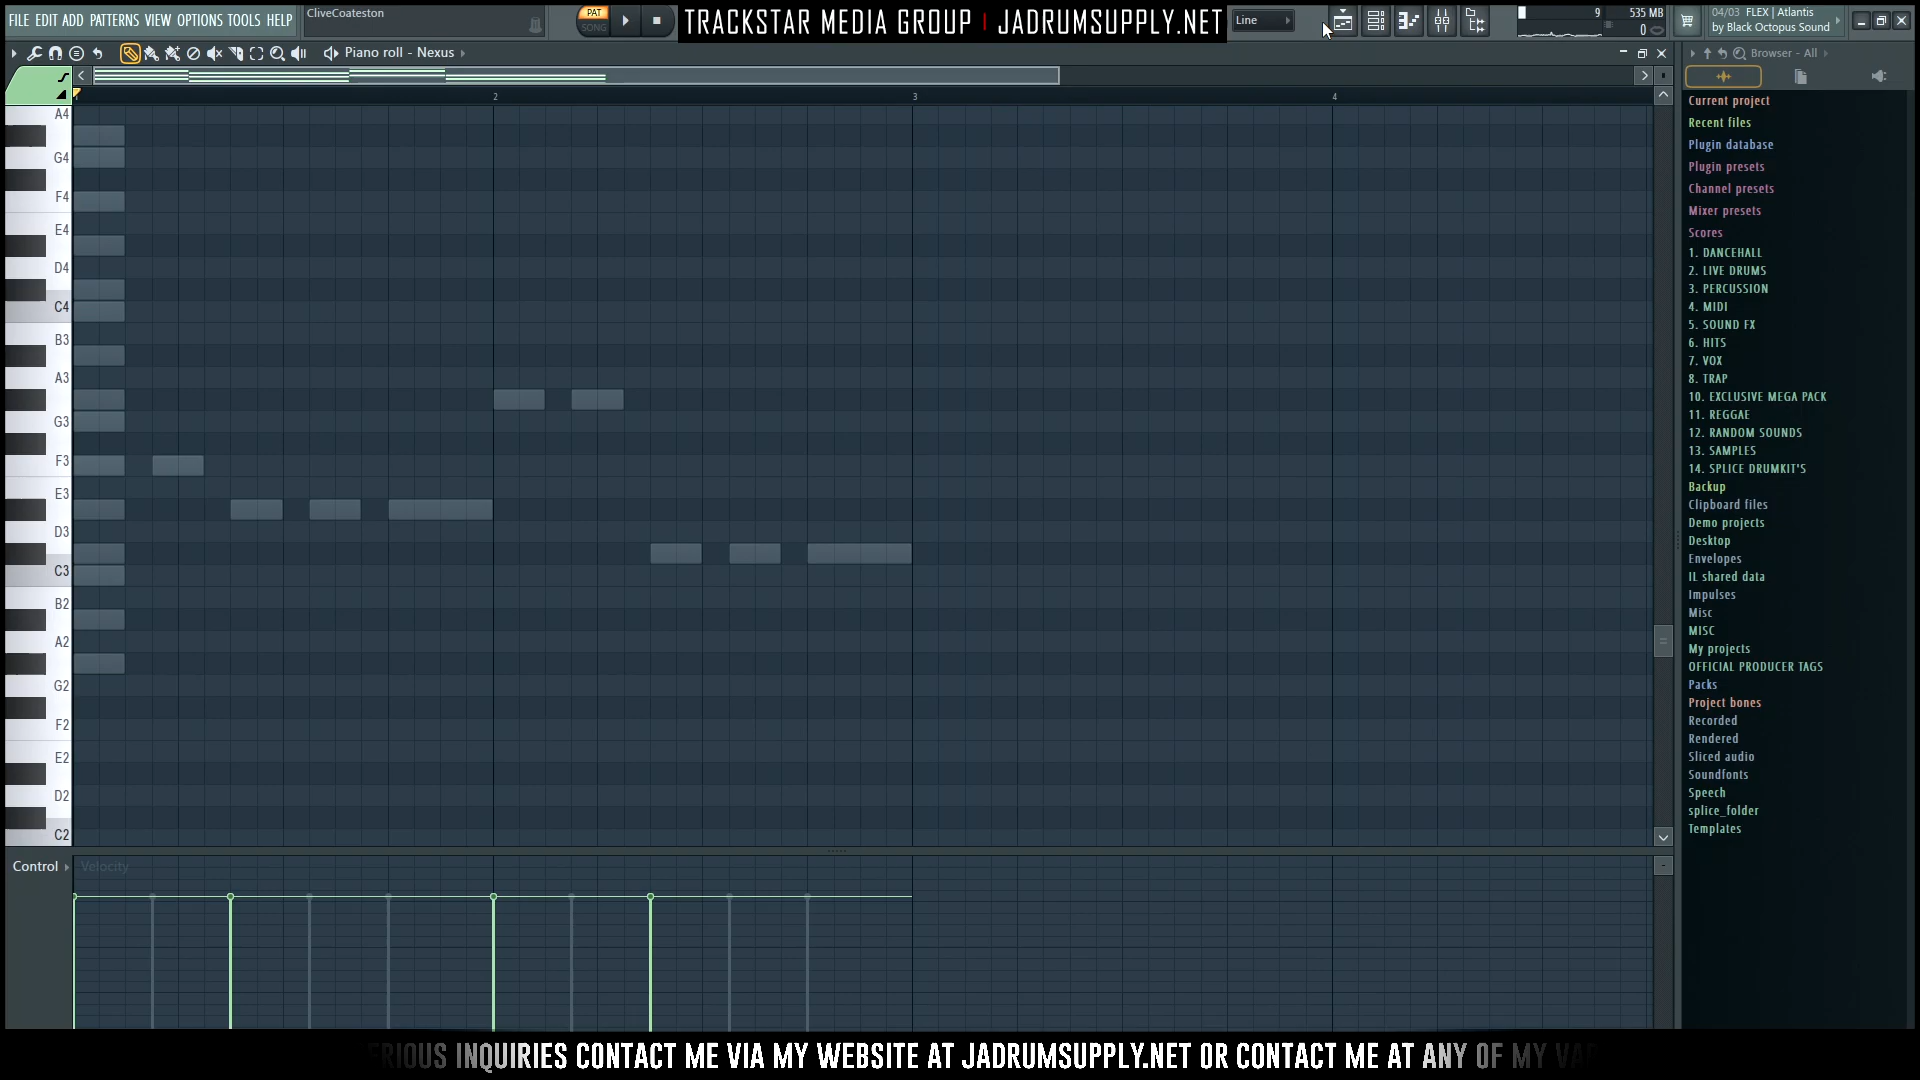 FILE EDIT ADD PATTERNS VIEW OPTIONS TOOLS HELP
CliveCoateston
PAT
SONG
TRACKSTAR MEDIA GROUP | JADRUMSUPPLY.NET
Line
9
535 MB
0
04/03 FLEX | Atlantis
by Black Octopus Sound
Piano roll - Nexus
Browser - All
2
3
4
A4
G4
F4
E4
D4
C4
B3
A3
G3
F3
E3
D3
C3
B2
A2
G2
F2
E2
D2
C2
Control
Velocity
Current project
Recent files
Plugin database
Plugin presets
Channel presets
Mixer presets
Scores
1. DANCEHALL
2. LIVE DRUMS
3. PERCUSSION
4. MIDI
5. SOUND FX
6. HITS
7. VOX
8. TRAP
10. EXCLUSIVE MEGA PACK
11. REGGAE
12. RANDOM SOUNDS
13. SAMPLES
14. SPLICE DRUMKIT'S
Backup
Clipboard files
Demo projects
Desktop
Envelopes
IL shared data
Impulses
Misc
MISC
My projects
OFFICIAL PRODUCER TAGS
Packs
Project bones
Recorded
Rendered
Sliced audio
Soundfonts
Speech
splice_folder
Templates
RIOUS INQUIRIES CONTACT ME VIA MY WEBSITE AT JADRUMSUPPLY.NET OR CONTACT ME AT ANY OF MY VA